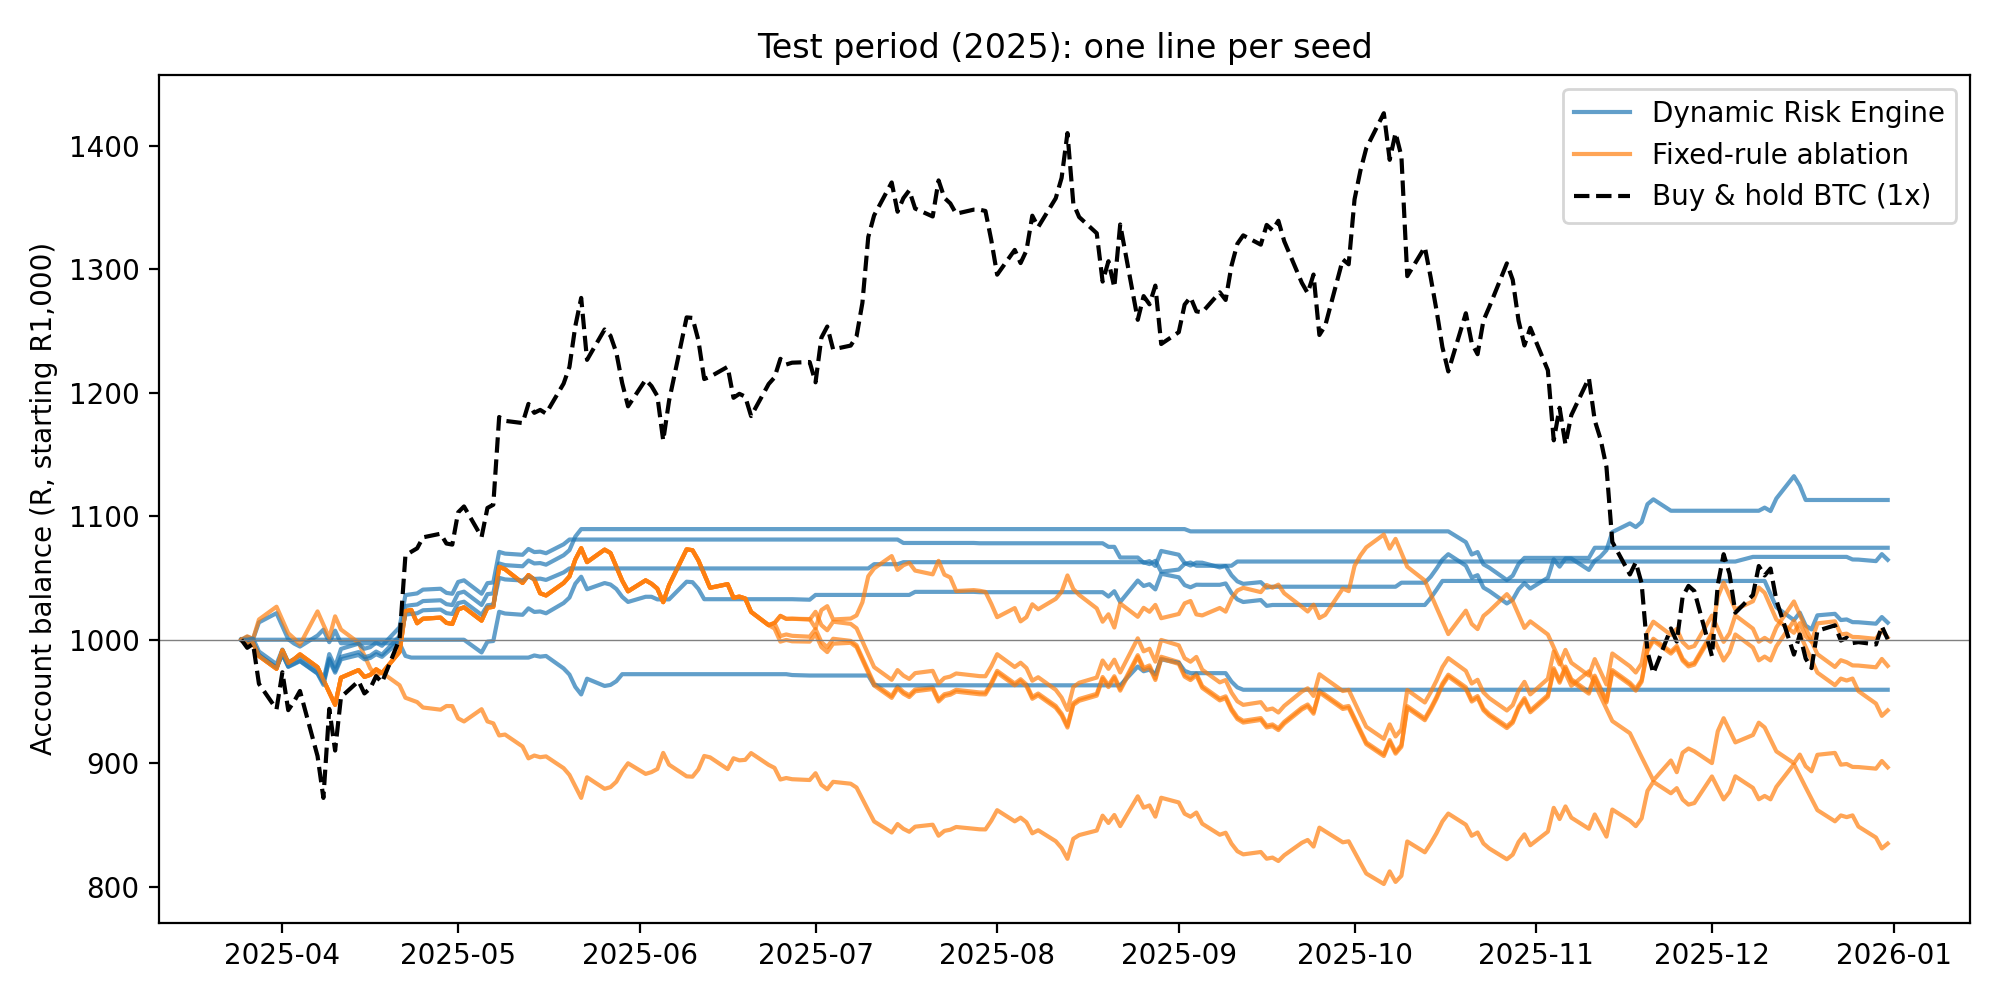 Test period (2025): one line per seed
Dynamic Risk Engine
Fixed-rule ablation
Buy & hold BTC (1x)
Account balance (R, starting R1,000)
1400
1300
1200
1100
1000
900
800
2025-04 2025-05 2025-06 2025-07 2025-08 2025-09 2025-10 2025-11 2025-12 2026-01